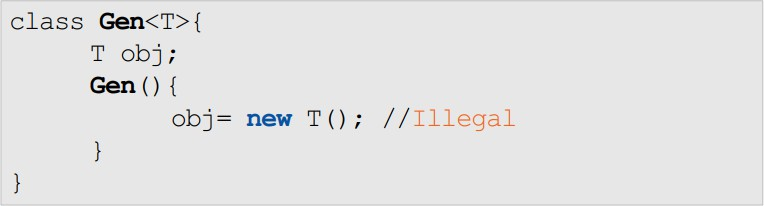 class Gen<T>{
T obj;
Gen(){
obj= new T(); //Illegal
}
}